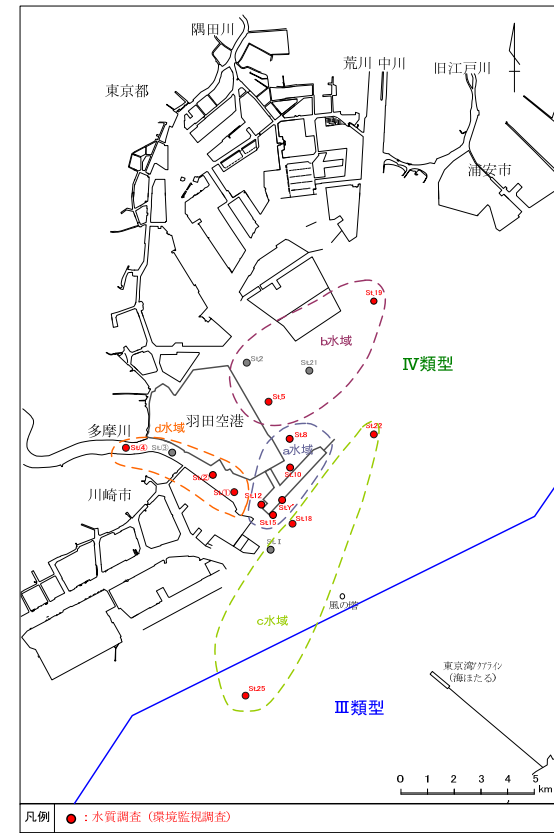 隅田川
荒川 中川
旧江戸川
東京都
浦安市
St.19
b水域
St.2
St.21
Ⅳ類型
St.5
羽田空港
多摩川
d水域
St.22
St.8
a水域
St.④
St.③
St.10
St.②
St.①
St.12
St.Y
川崎市
St.15
St.18
St.I
風の塔
c水域
東京湾アクアライン
(海ほたる)
St.25
Ⅲ類型
0 1 2 3 4 5
km
凡例
:水質調査(環境監視調査)